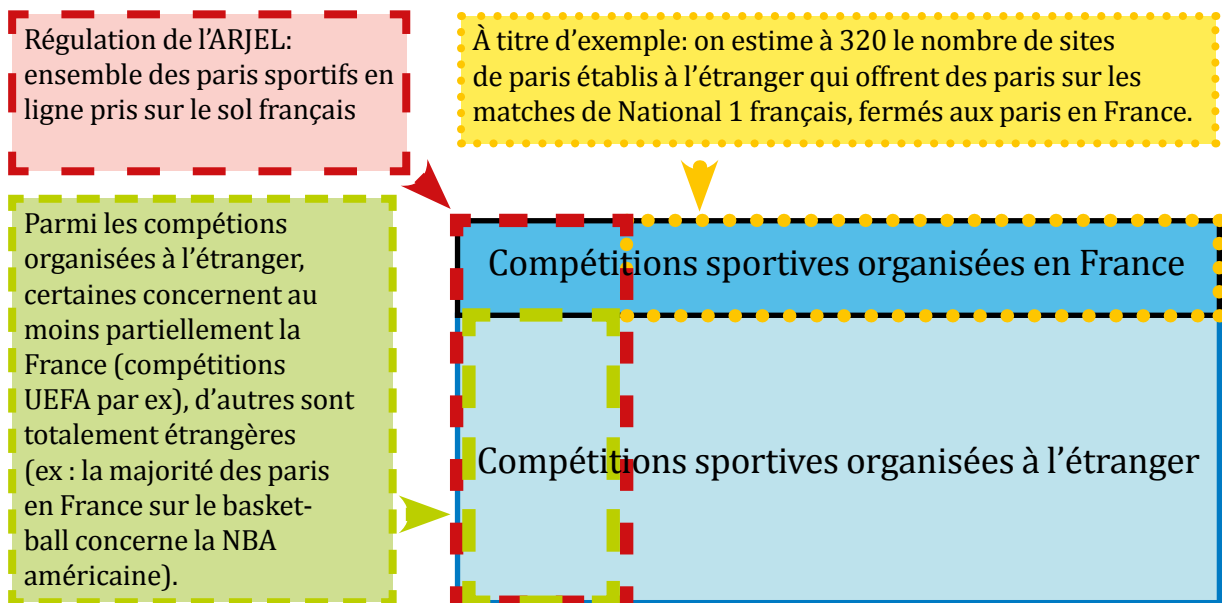 Régulation de l’ARJEL:
ensemble des paris sportifs en
ligne pris sur le sol français
À titre d’exemple: on estime à 320 le nombre de sites
de paris établis à l’étranger qui offrent des paris sur les
matches de National 1 français, fermés aux paris en France.
Parmi les compétions
organisées à l’étranger,
certaines concernent au
moins partiellement la
France (compétitions
UEFA par ex), d’autres sont
totalement étrangères
(ex : la majorité des paris
en France sur le basket-
ball concerne la NBA
américaine).
Compétitions sportives organisées en France
Compétitions sportives organisées à l’étranger